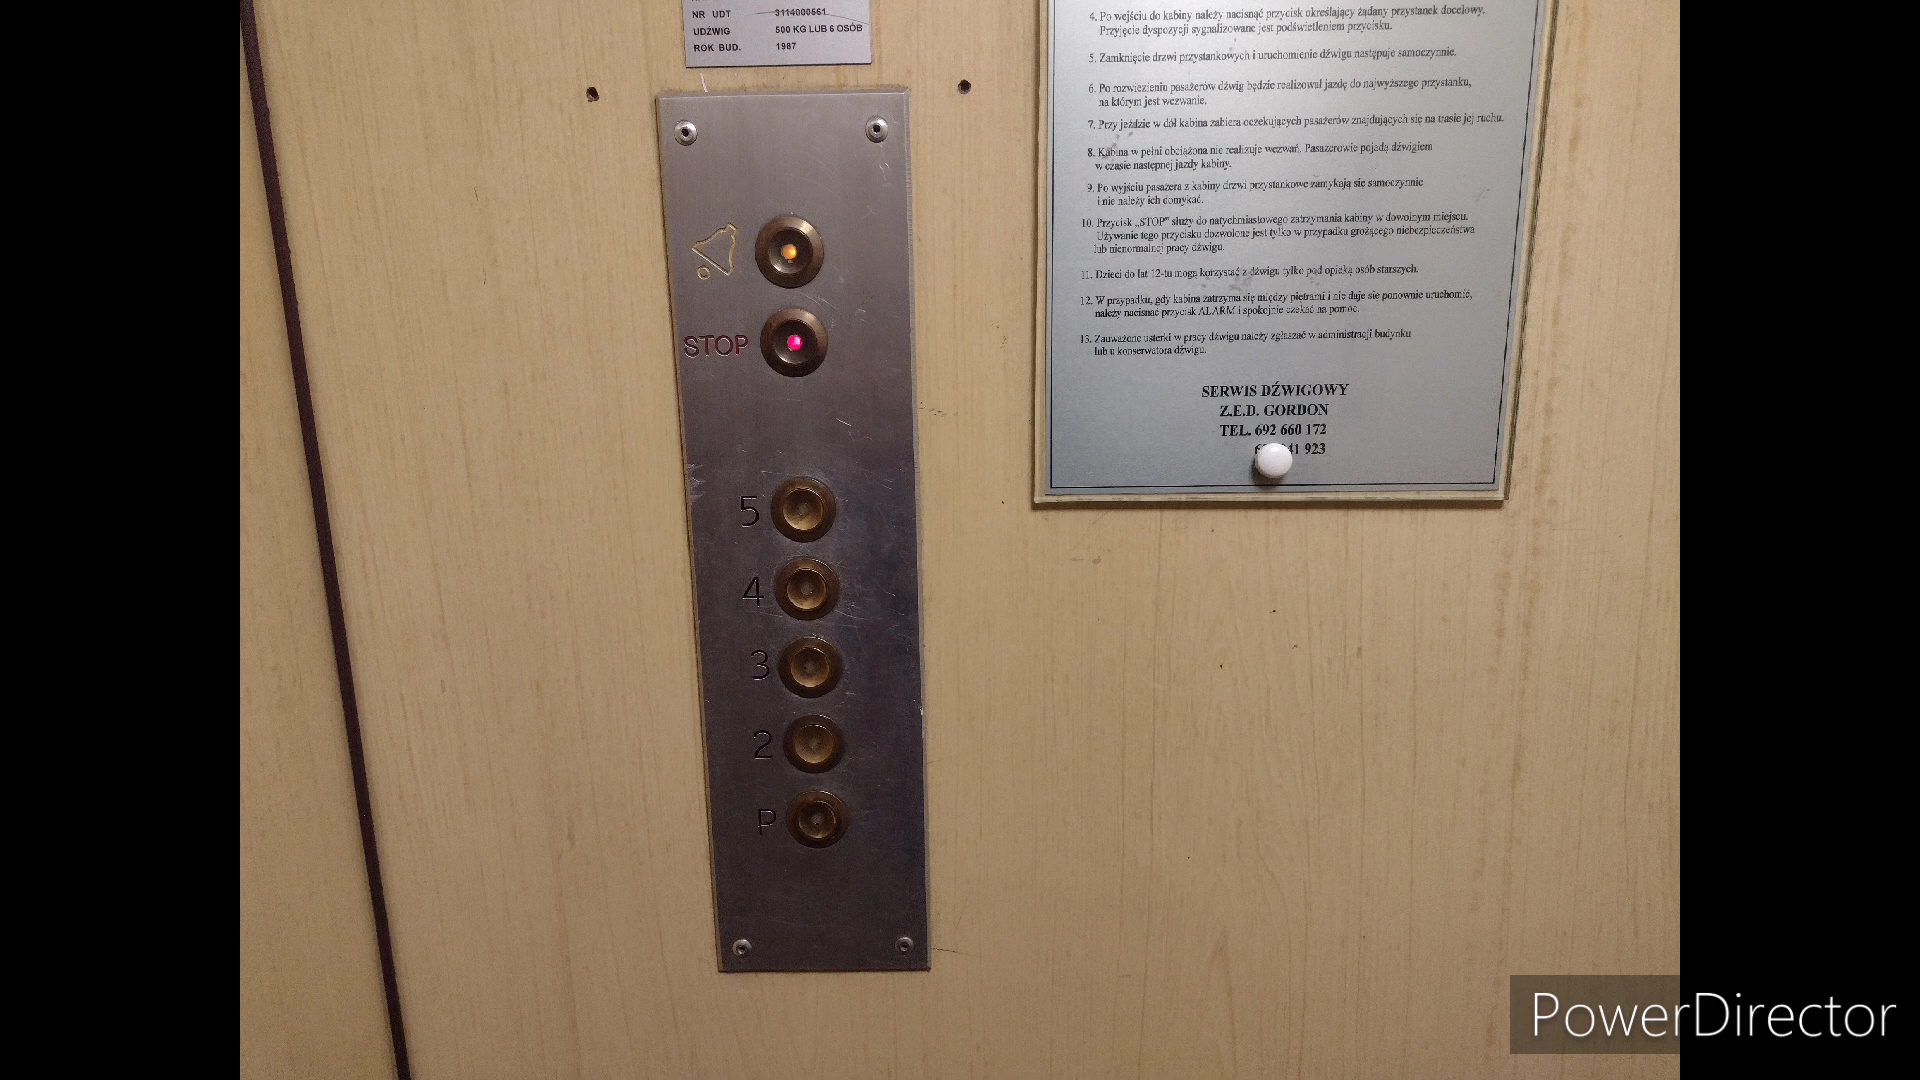 NR UDT 3114000561
UDŹWIG 500 KG LUB 6 OSÓB
ROK BUD. 1987
STOP
5
4
3
2
P
4. Po wejściu do kabiny należy nacisnąć przycisk określający żądany przystanek docelowy.
Przyjęcie dyspozycji sygnalizowane jest podświetleniem przycisku.
5. Zamknięcie drzwi przystankowych i uruchomienie dźwigu następuje samoczynnie.
6. Po rozwiezieniu pasażerów dźwig będzie realizował jazdę do najwyższego przystanku,
na którym jest wezwanie.
7. Przy jeździe w dół kabina zabiera oczekujących pasażerów znajdujących się na trasie jej ruchu.
8. Kabina w pełni obciążona nie realizuje wezwań. Pasażerowie pojadą dźwigiem
w czasie następnej jazdy kabiny.
9. Po wyjściu pasażera z kabiny drzwi przystankowe zamykają się samoczynnie
i nie należy ich domykać.
10. Przycisk „STOP” służy do natychmiastowego zatrzymania kabiny w dowolnym miejscu.
Używanie tego przycisku dozwolone jest tylko w przypadku grożącego niebezpieczeństwa
lub nienormalnej pracy dźwigu.
11. Dzieci do lat 12-tu mogą korzystać z dźwigu tylko pod opieką osób starszych.
12. W przypadku, gdy kabina zatrzyma się między piętrami i nie daje się ponownie uruchomić,
należy nacisnąć przycisk ALARM i spokojnie czekać na pomoc.
13. Zauważone usterki w pracy dźwigu należy zgłaszać w administracji budynku
lub u konserwatora dźwigu.
SERWIS DŹWIGOWY
Z.E.D. GORDON
TEL. 692 660 172
923
PowerDirector